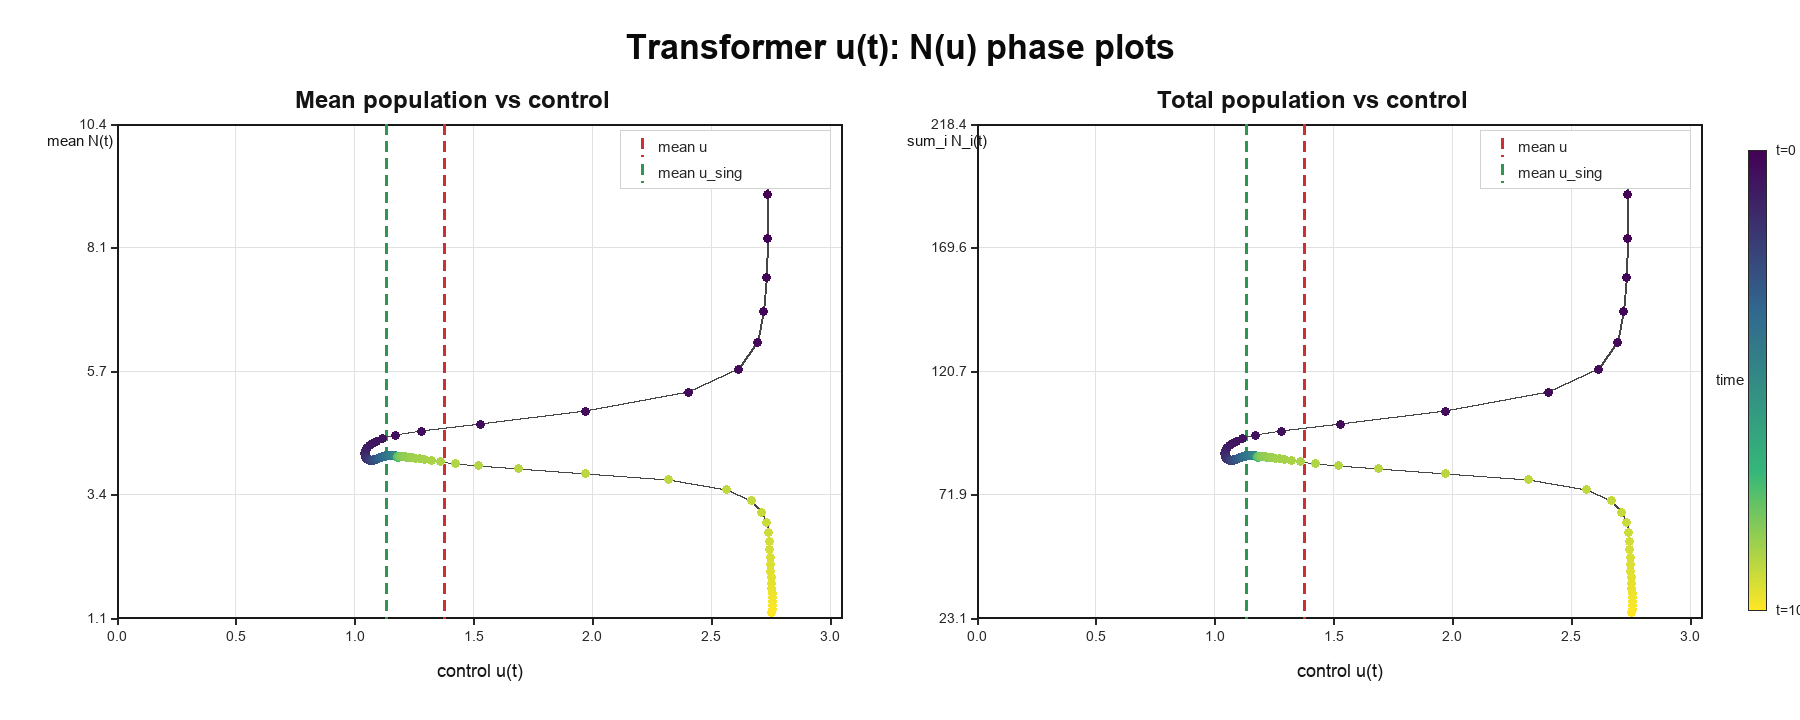 Transformer u(t): N(u) phase plots
Mean population vs control
10.4
mean N(t)
8.1
5.7
3.4
1.1
mean u
mean u_sing
0.0 0.5 1.0 1.5 2.0 2.5 3.0
control u(t)
Total population vs control
218.4
sum_i N_i(t)
169.6
120.7
71.9
23.1
mean u
mean u_sing
0.0 0.5 1.0 1.5 2.0 2.5 3.0
control u(t)
t=0
time
t=10